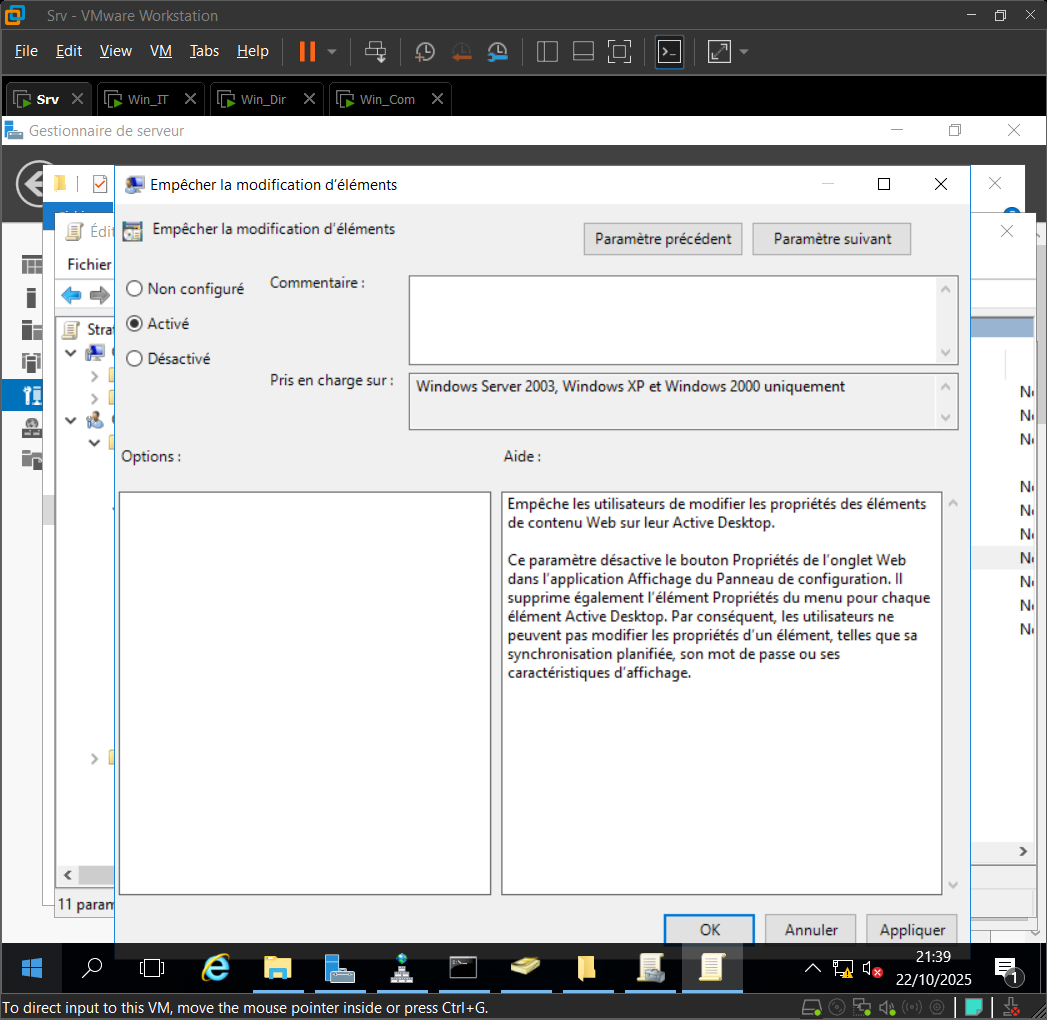 Srv - VMware Workstation
File Edit View VM Tabs Help
Srv Win_IT Win_Dir Win_Com
Gestionnaire de serveur
Empêcher la modification d'éléments
Édit
Empêcher la modification d'éléments
Paramètre précédent Paramètre suivant
Fichier
Non configuré
Commentaire :
Activé
Strat
Désactivé
Pris en charge sur :
Windows Server 2003, Windows XP et Windows 2000 uniquement
Options :
Aide :
Empêche les utilisateurs de modifier les propriétés des éléments
de contenu Web sur leur Active Desktop.
Ce paramètre désactive le bouton Propriétés de l'onglet Web
dans l'application Affichage du Panneau de configuration. Il
supprime également l'élément Propriétés du menu pour chaque
élément Active Desktop. Par conséquent, les utilisateurs ne
peuvent pas modifier les propriétés d'un élément, telles que sa
synchronisation planifiée, son mot de passe ou ses
caractéristiques d'affichage.
11 param
OK Annuler Appliquer
21:39
22/10/2025
1
To direct input to this VM, move the mouse pointer inside or press Ctrl+G.